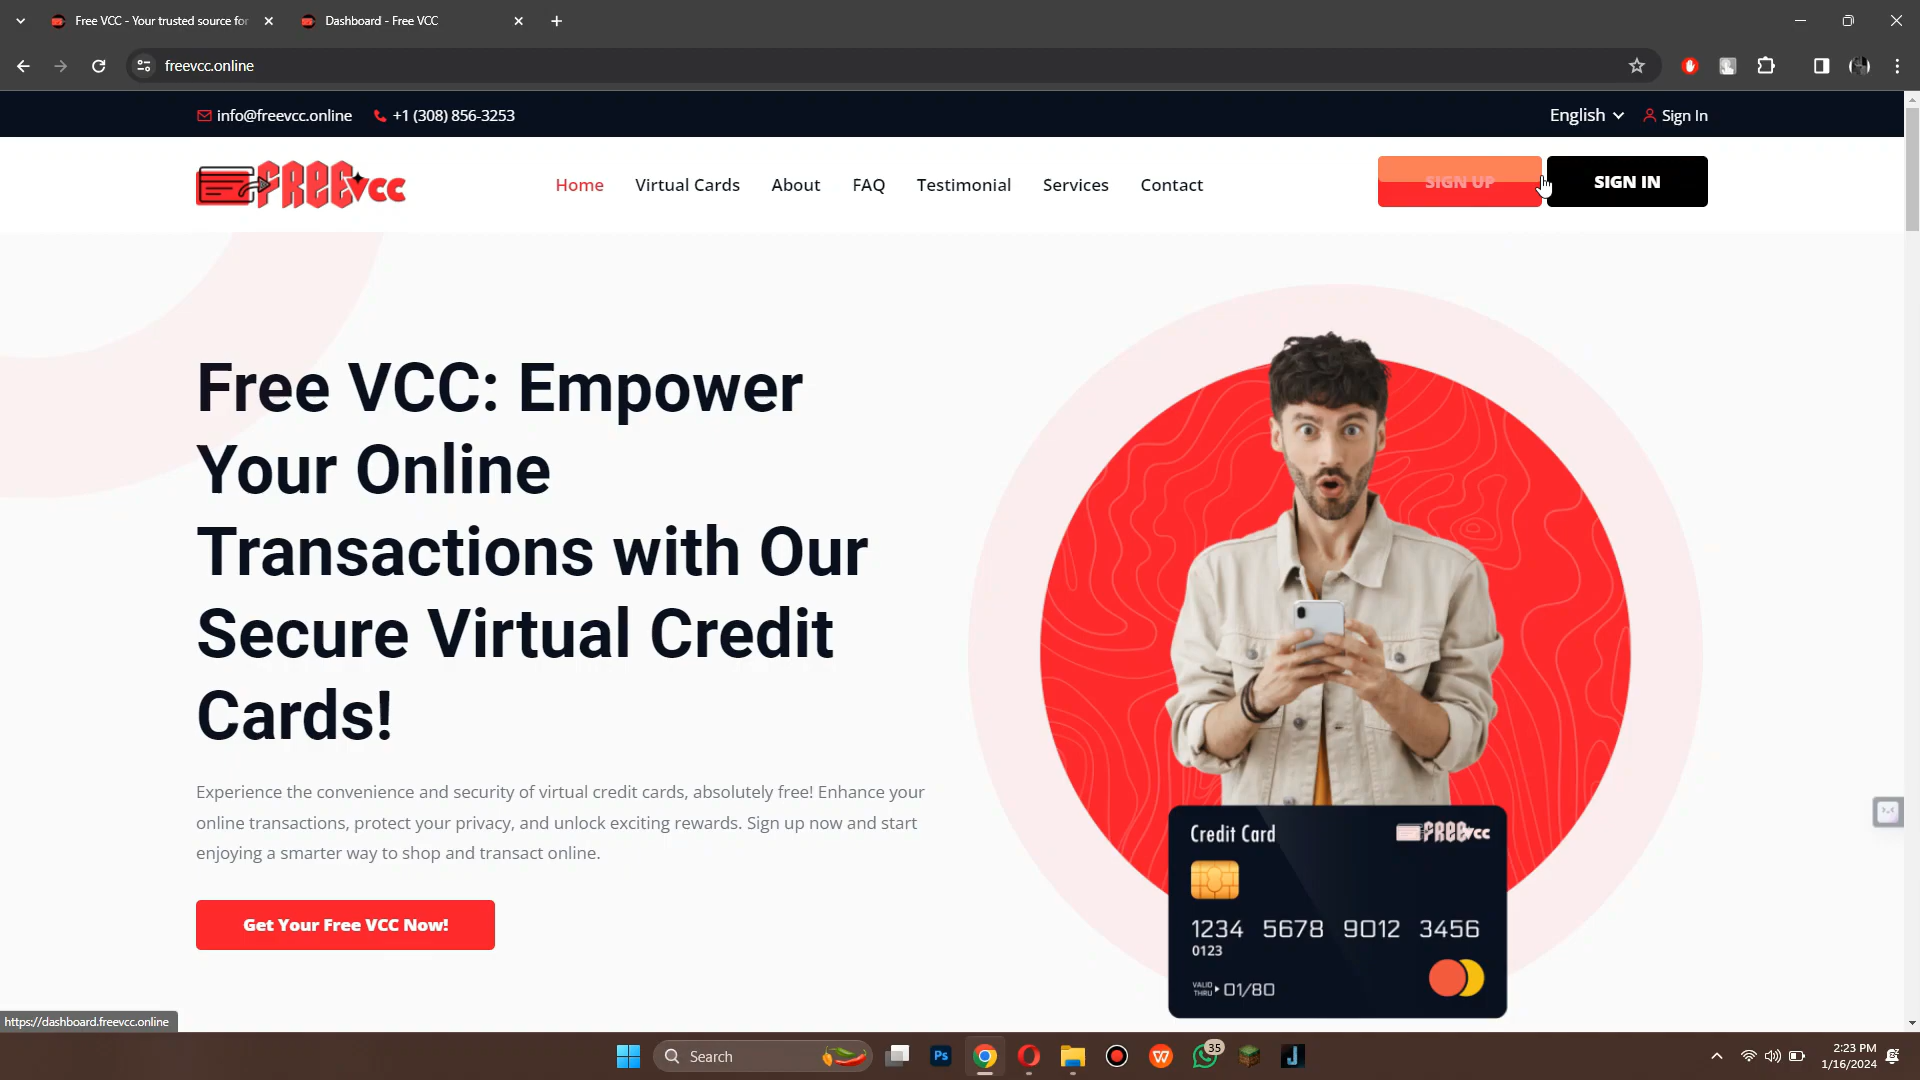 Free VCC - Your trusted source for
Dashboard - Free VCC
freevcc.online
info@freevcc.online
+1 (308) 856-3253
English
Sign In
FREEVCC
Home
Virtual Cards
About
FAQ
Testimonial
Services
Contact
SIGN UP
SIGN IN
Free VCC: Empower
Your Online
Transactions with Our
Secure Virtual Credit
Cards!
Experience the convenience and security of virtual credit cards, absolutely free! Enhance your
online transactions, protect your privacy, and unlock exciting rewards. Sign up now and start
enjoying a smarter way to shop and transact online.
Get Your Free VCC Now!
Credit Card
FREEVCC
1234 5678 9012 3456
0123
VALID
THRU
01/80
https://dashboard.freevcc.online
Search
Ps
W
35
J
2:23 PM
1/16/2024